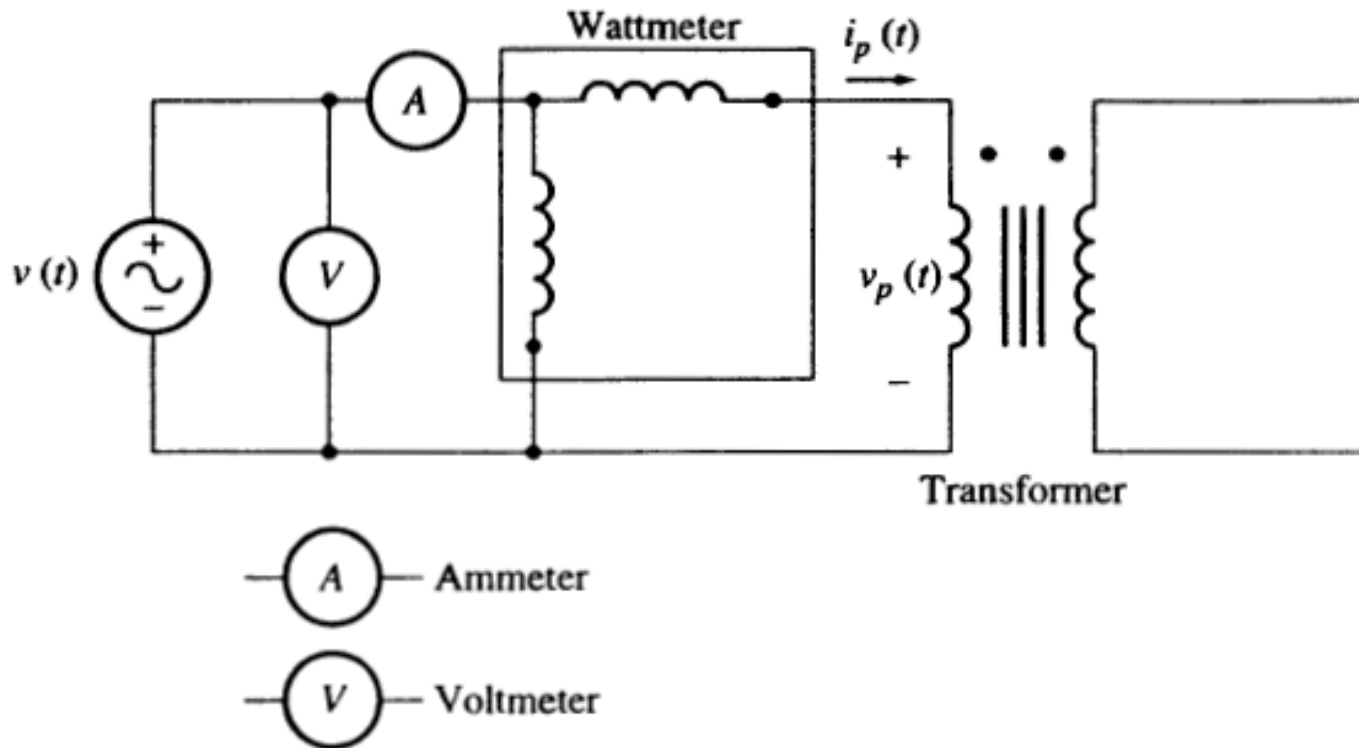 Wattmeter
i_p (t)
A
+
+
v (t)
V
v_p (t)
−
−
Transformer
A Ammeter
V Voltmeter